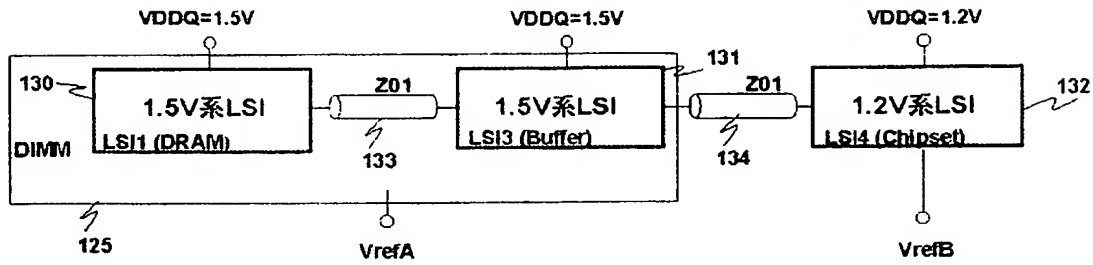 VDDQ=1.5V VDDQ=1.5V VDDQ=1.2V
130 131 132
1.5V系LSI Z01 1.5V系LSI Z01 1.2V系LSI
DIMM LSI1 (DRAM) 133 LSI3 (Buffer) 134 LSI4 (Chipset)
125 VrefA VrefB